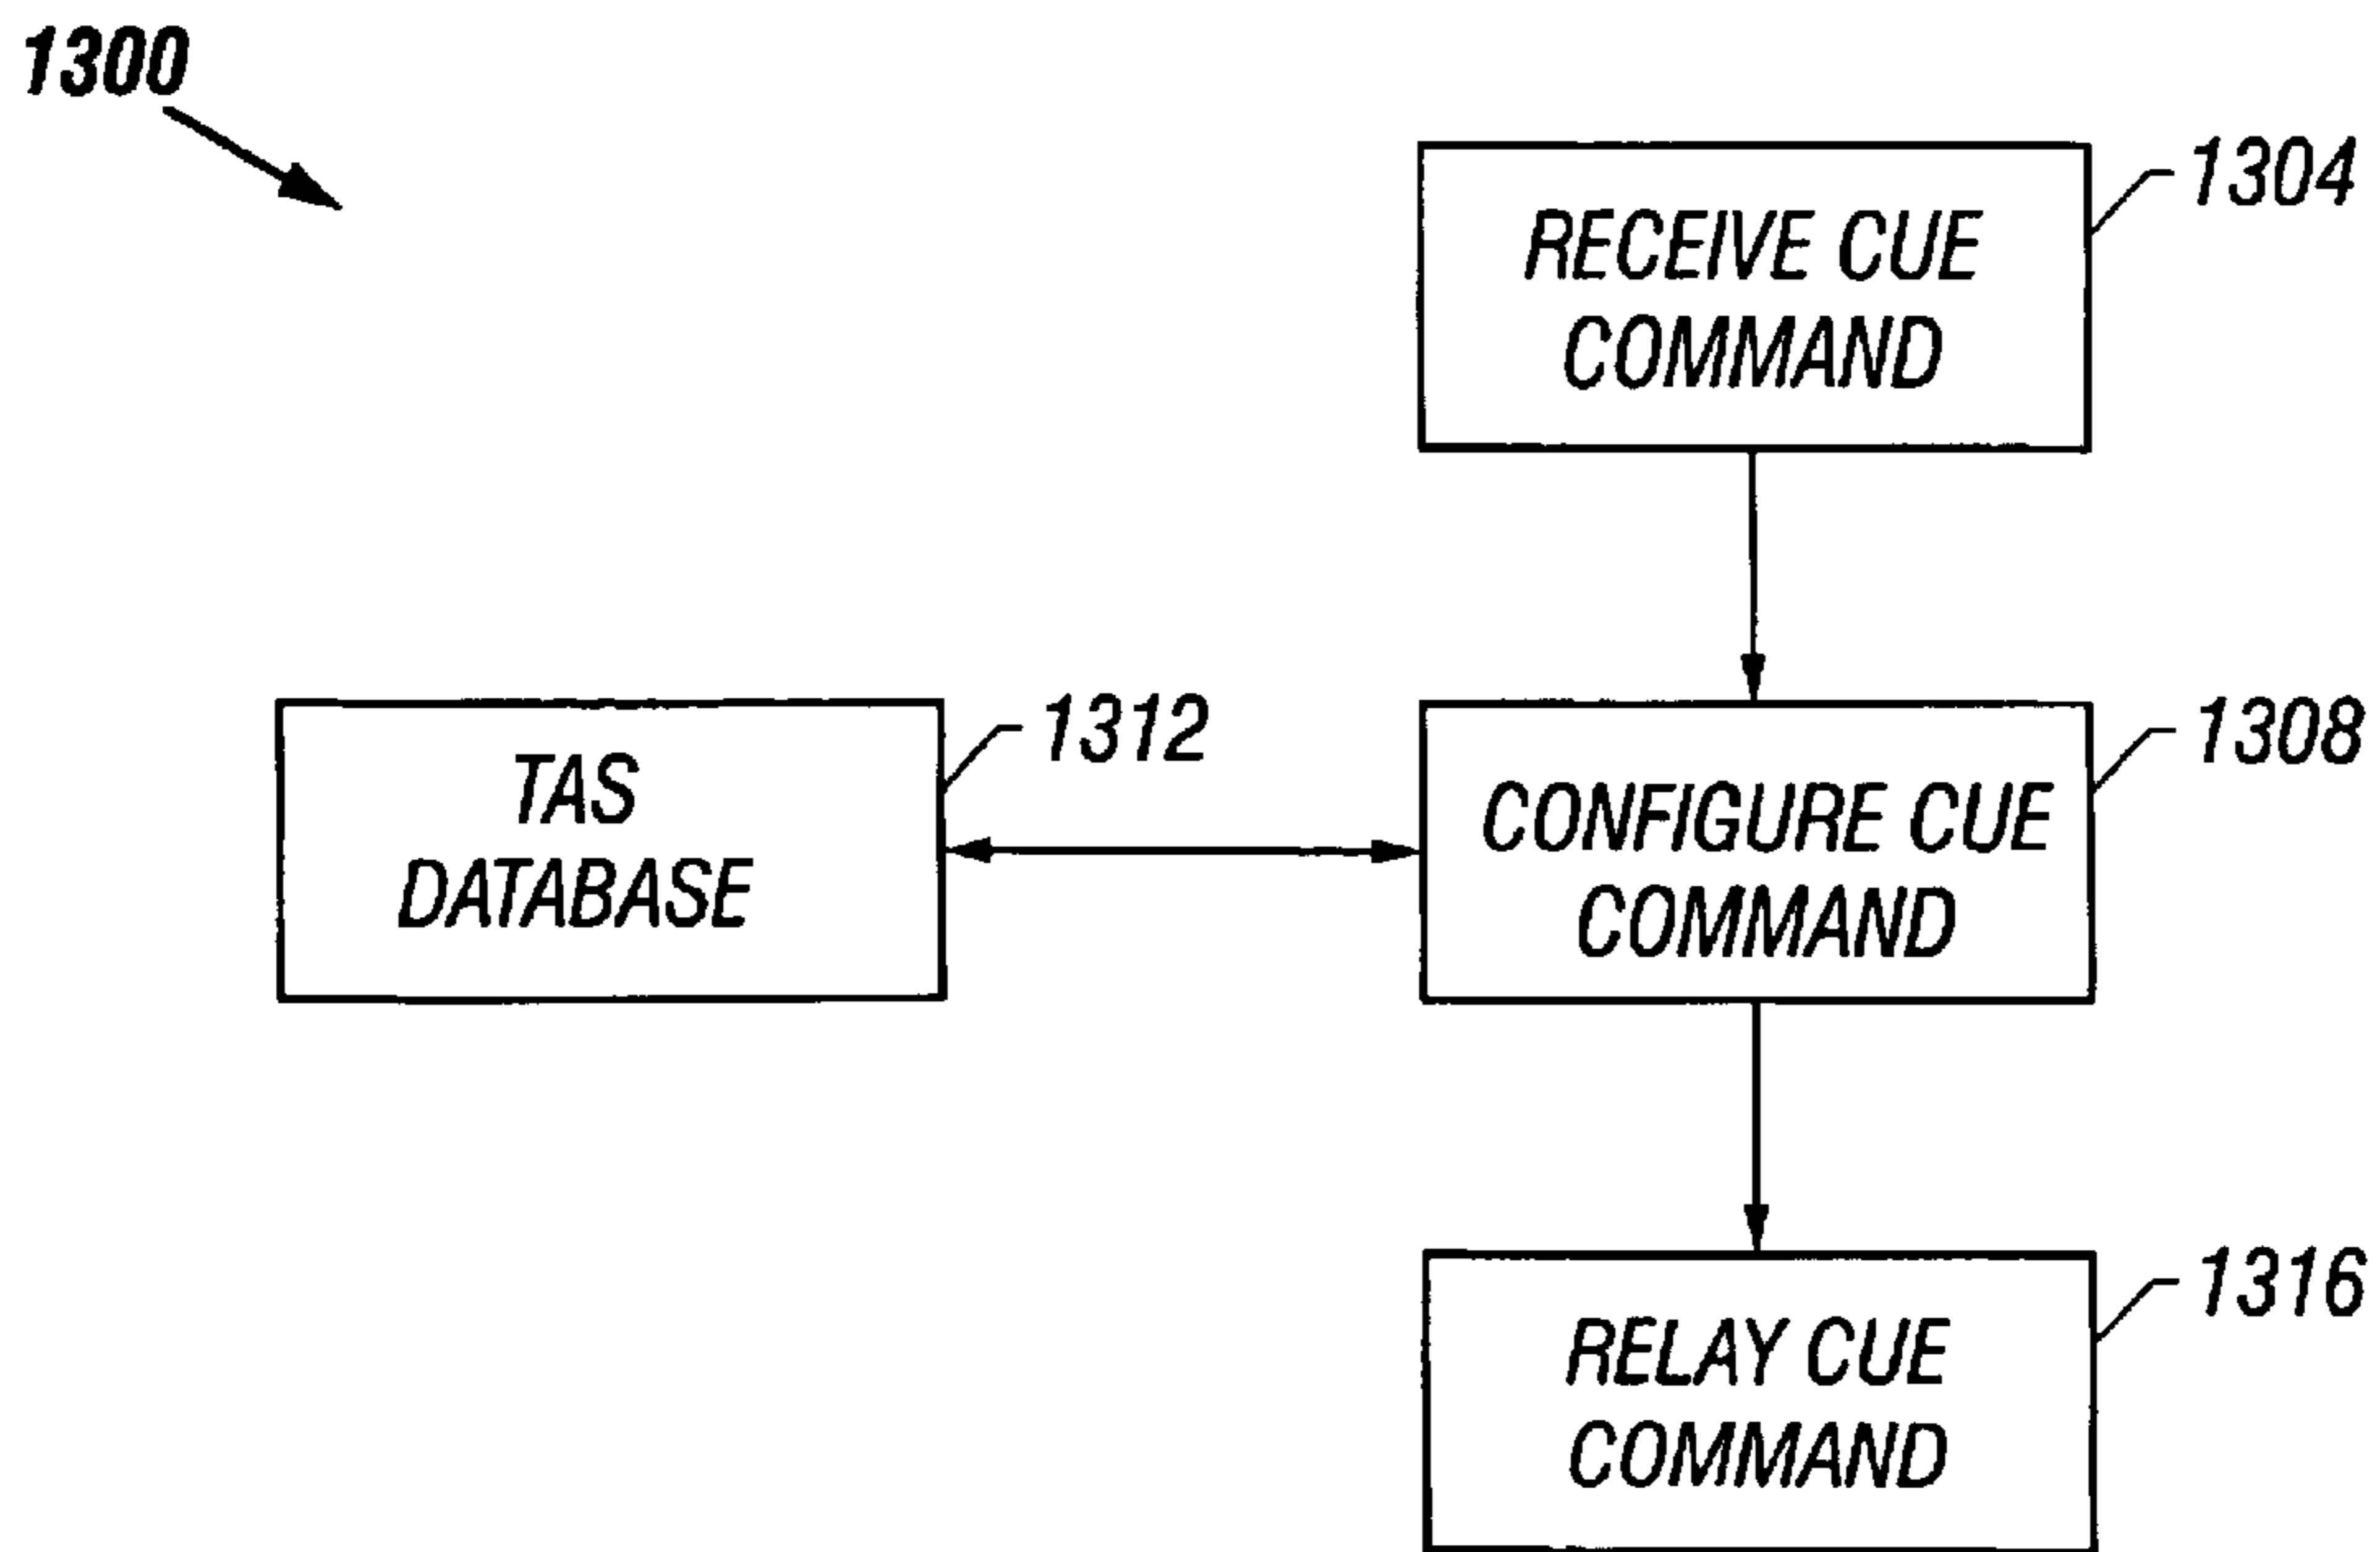 1300
1304
RECEIVE CUE
COMMAND
1312
TAS
DATABASE
1308
CONFIGURE CUE
COMMAND
1316
RELAY CUE
COMMAND